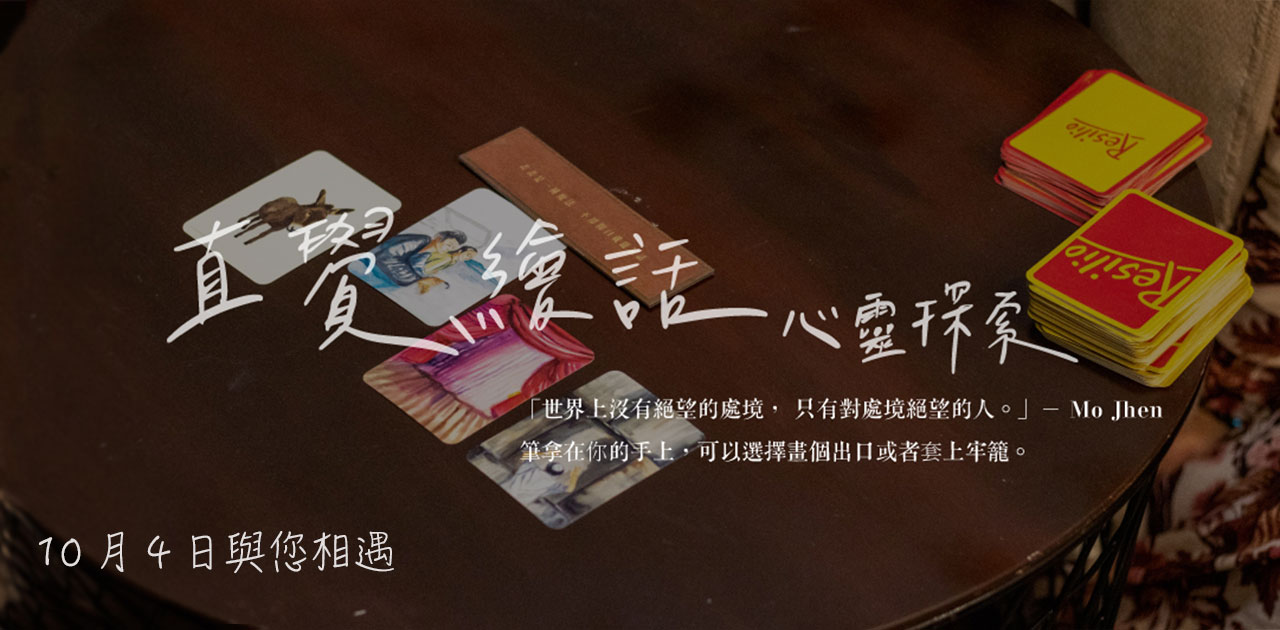 直覺繪話 心靈探索
「世界上沒有絕望的處境, 只有對處境絕望的人。」— Mo Jhen
筆拿在你的手上,可以選擇畫個出口或者套上牢籠。
10 月 4 日與您相遇
Resilio
Resilio